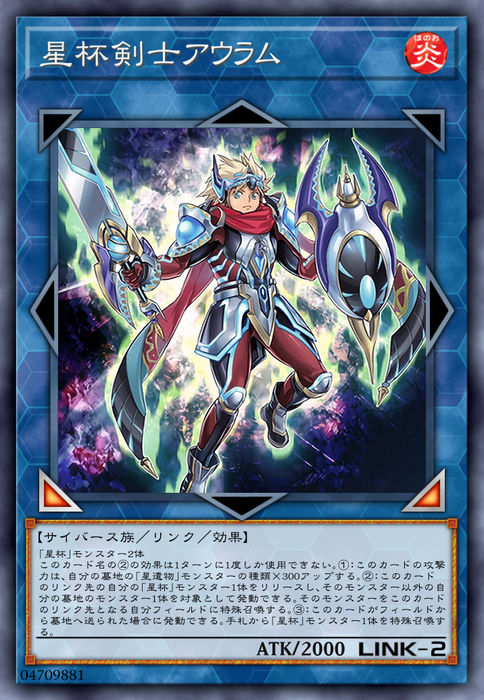 星杯剣士アウラム
ほのお
炎
【サイバース族／リンク／効果】
「星杯」モンスター2体
このカード名の②の効果は1ターンに1度しか使用できない。①：このカードの攻撃
力は、自分の墓地の「星遺物」モンスターの種類×300アップする。②：このカード
のリンク先の自分の「星杯」モンスター1体をリリースし、そのモンスター以外の自
分の墓地のモンスター1体を対象として発動できる。そのモンスターをこのカード
のリンク先となる自分フィールドに特殊召喚する。③：このカードがフィールドから
墓地へ送られた場合に発動できる。手札から「星杯」モンスター1体を特殊召喚す
る。
ATK/2000 LINK-2
04709881